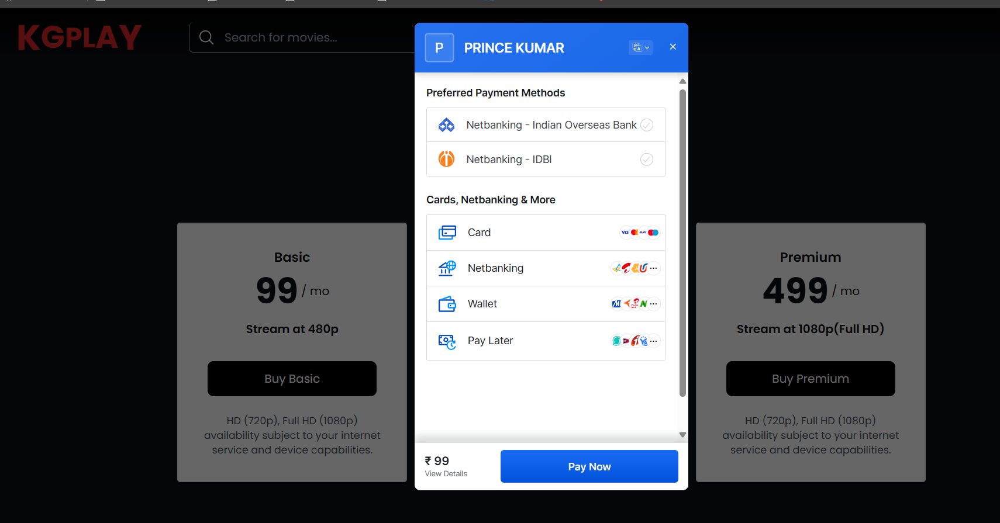 KGPLAY
Search for movies...
P
PRINCE KUMAR
Preferred Payment Methods
Netbanking - Indian Overseas Bank
Netbanking - IDBI
Cards, Netbanking & More
Card
VISA
RuPay
Netbanking
Wallet
Pay Later
₹ 99
View Details
Pay Now
Basic
99 / mo
Stream at 480p
Buy Basic
HD (720p), Full HD (1080p)
availability subject to your internet
service and device capabilities.
Premium
499 / mo
Stream at 1080p(Full HD)
Buy Premium
HD (720p), Full HD (1080p)
availability subject to your internet
service and device capabilities.